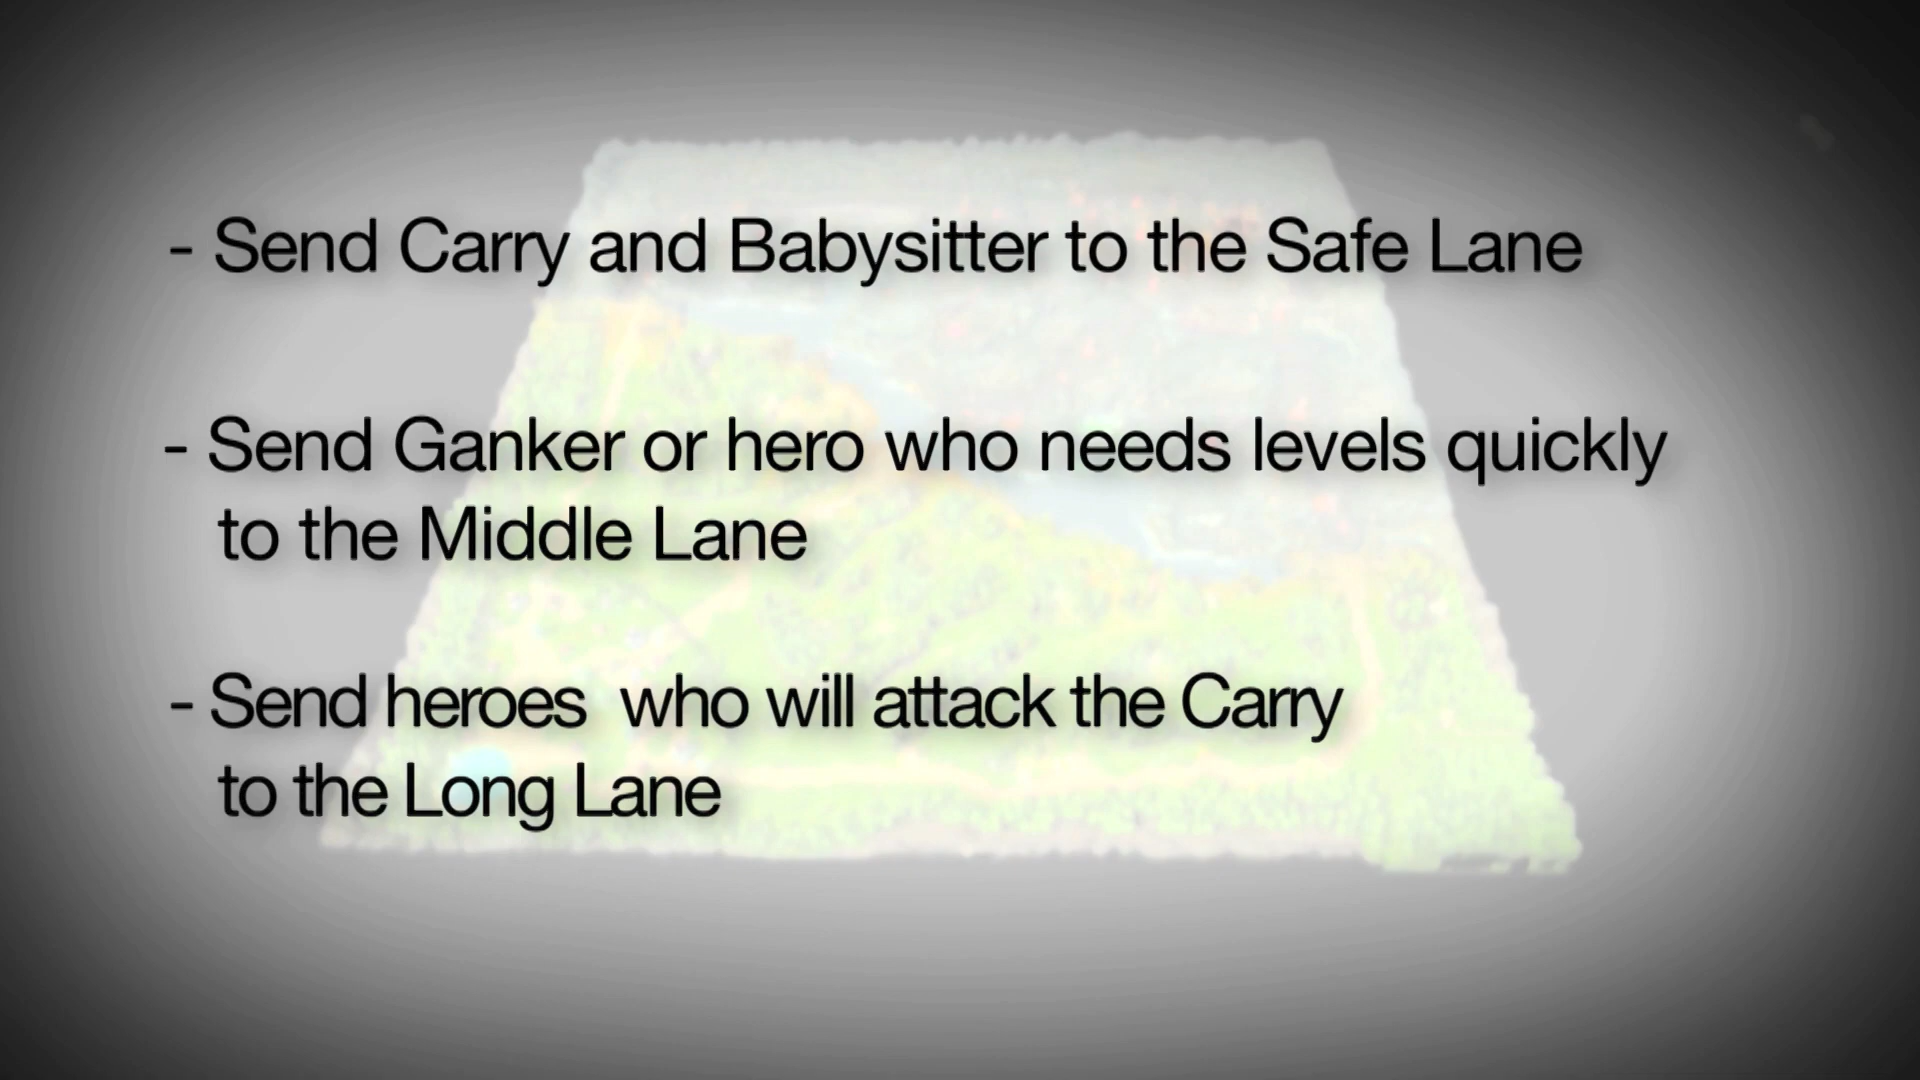 - Send Carry and Babysitter to the Safe Lane
- Send Ganker or hero who needs levels quickly
to the Middle Lane
- Send heroes who will attack the Carry
to the Long Lane